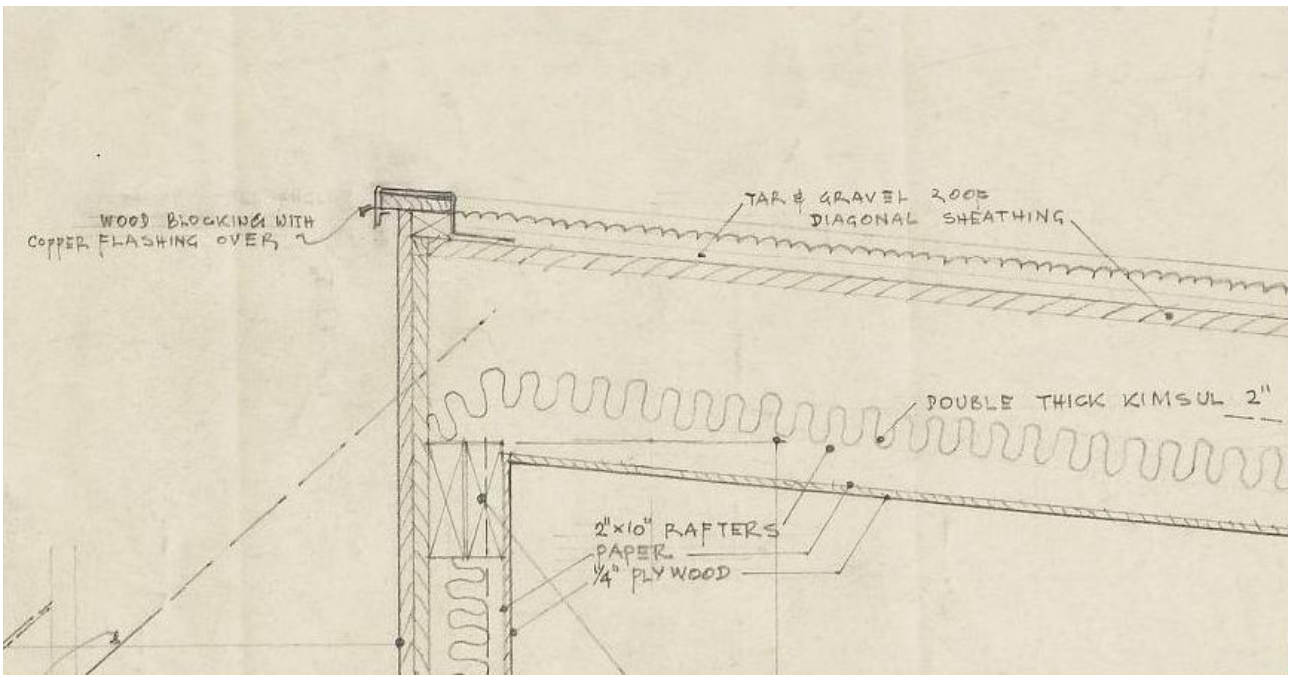 TAR & GRAVEL ROOF
DIAGONAL SHEATHING
WOOD BLOCKING WITH
COPPER FLASHING OVER
DOUBLE THICK KIMSUL 2"
2"x10" RAFTERS
PAPER
1/4" PLYWOOD